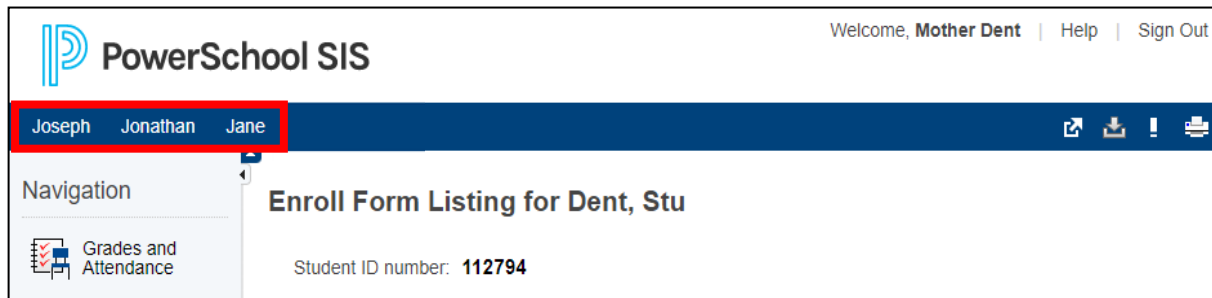 PowerSchool SIS
Welcome, Mother Dent | Help | Sign Out
Joseph Jonathan Jane
Navigation
Enroll Form Listing for Dent, Stu
Grades and
Attendance
Student ID number: 112794